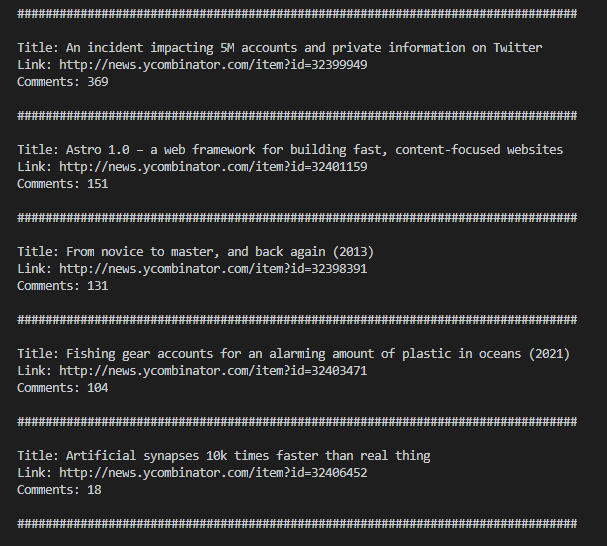 ################################################################################
Title: An incident impacting 5M accounts and private information on Twitter
Link: http://news.ycombinator.com/item?id=32399949
Comments: 369
################################################################################
Title: Astro 1.0 – a web framework for building fast, content-focused websites
Link: http://news.ycombinator.com/item?id=32401159
Comments: 151
################################################################################
Title: From novice to master, and back again (2013)
Link: http://news.ycombinator.com/item?id=32398391
Comments: 131
################################################################################
Title: Fishing gear accounts for an alarming amount of plastic in oceans (2021)
Link: http://news.ycombinator.com/item?id=32403471
Comments: 104
################################################################################
Title: Artificial synapses 10k times faster than real thing
Link: http://news.ycombinator.com/item?id=32406452
Comments: 18
################################################################################